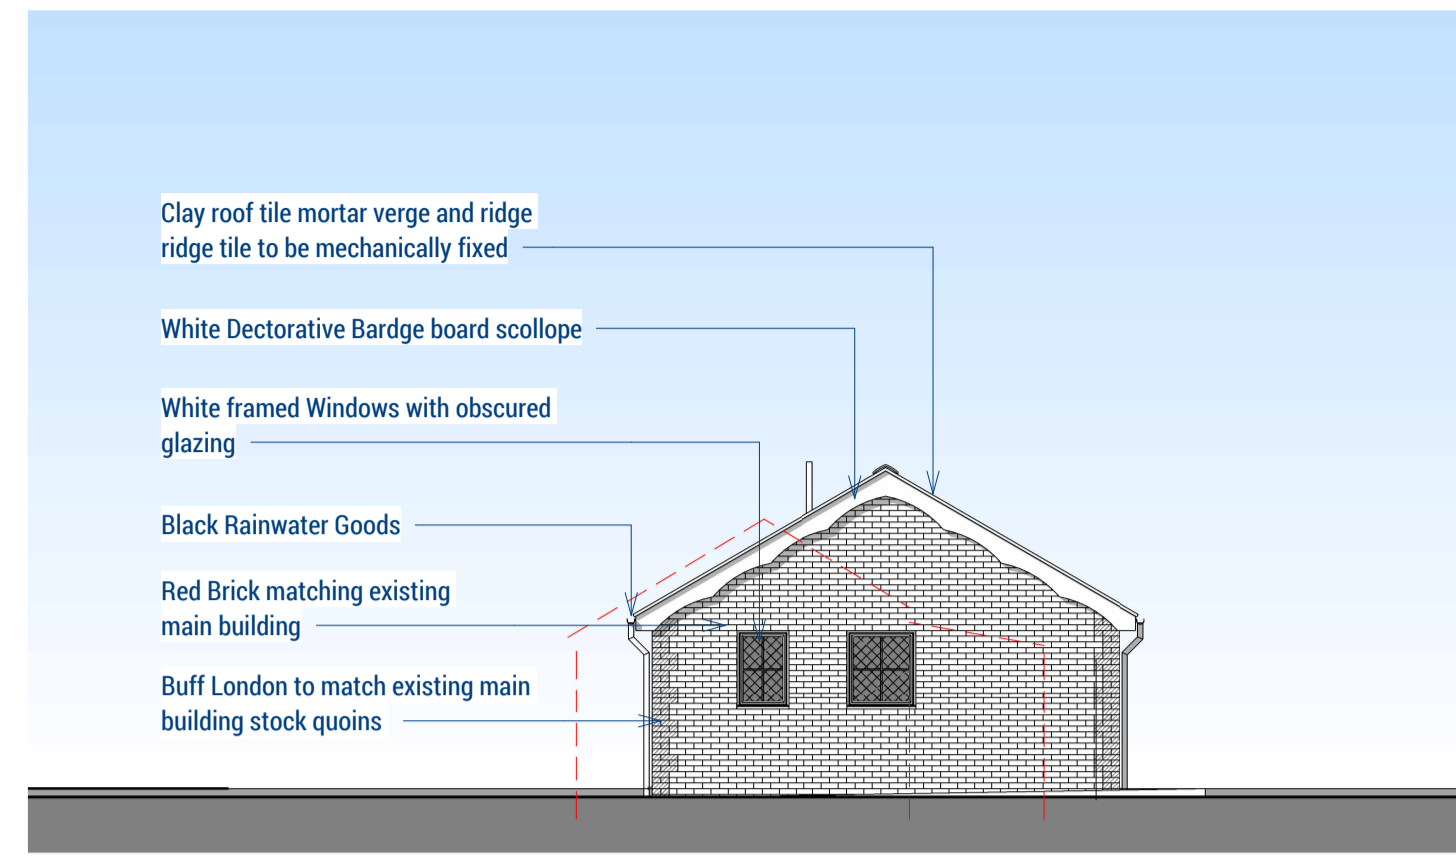 Clay roof tile mortar verge and ridge
ridge tile to be mechanically fixed
White Dectorative Bardge board scollope
White framed Windows with obscured
glazing
Black Rainwater Goods
Red Brick matching existing
main building
Buff London to match existing main
building stock quoins